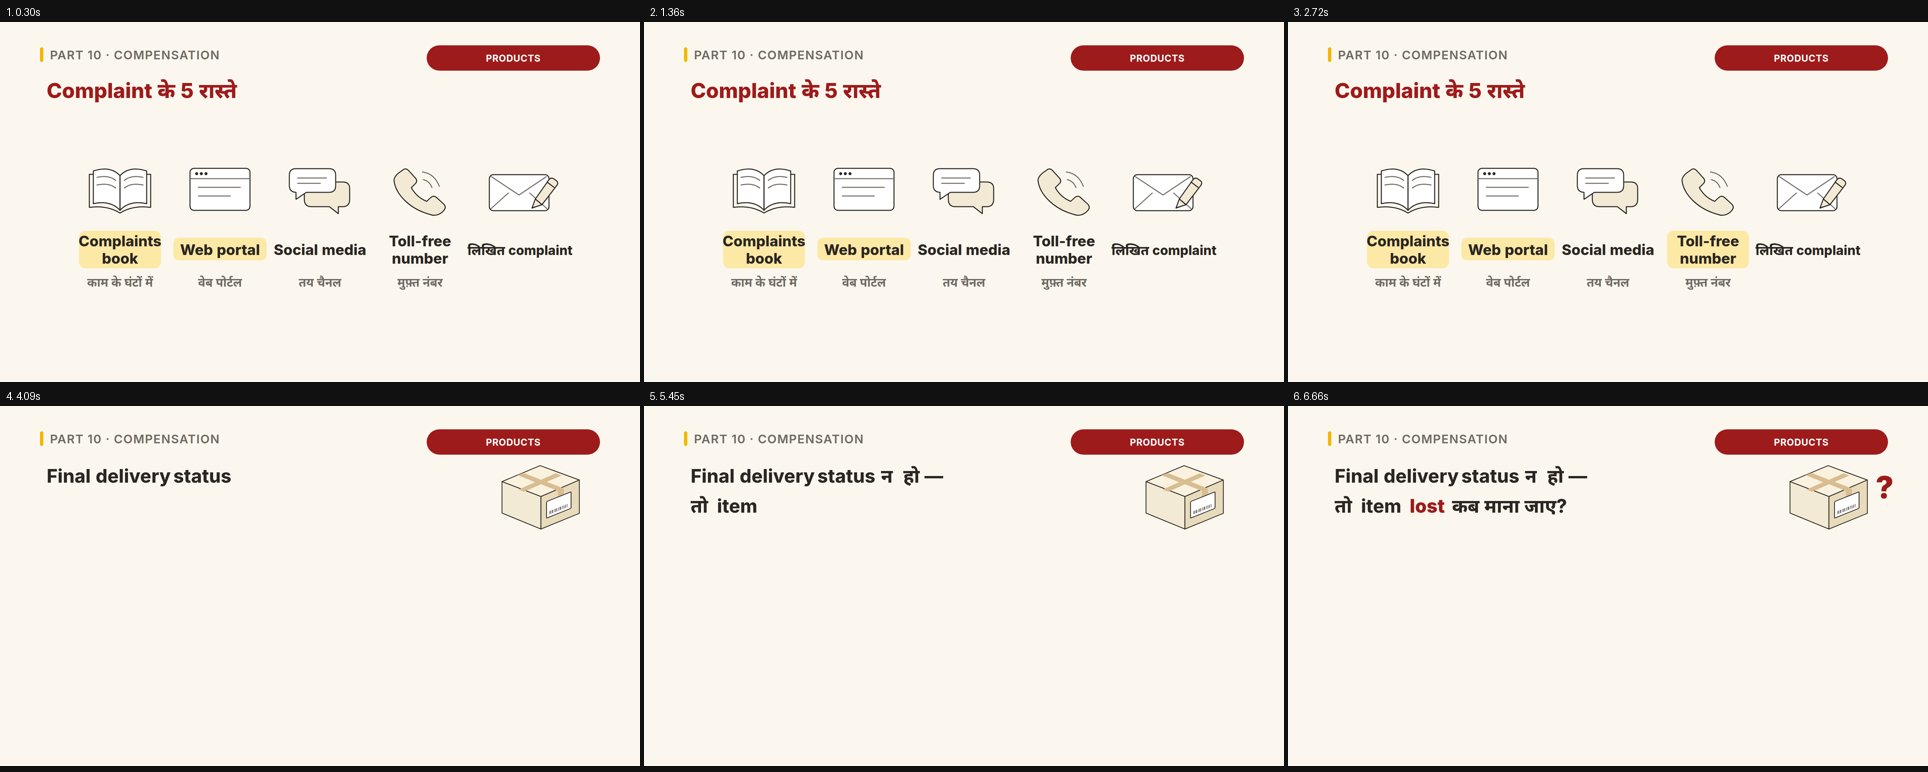 1. 0.30s
PART 10 · COMPENSATION
PRODUCTS
Complaint के 5 रास्ते
Complaints book
Web portal
Social media
Toll-free number
लिखित complaint
काम के घंटों में
वेब पोर्टल
तय चैनल
मुफ़्त नंबर
2. 1.36s
PART 10 · COMPENSATION
PRODUCTS
Complaint के 5 रास्ते
Complaints book
Web portal
Social media
Toll-free number
लिखित complaint
काम के घंटों में
वेब पोर्टल
तय चैनल
मुफ़्त नंबर
3. 2.72s
PART 10 · COMPENSATION
PRODUCTS
Complaint के 5 रास्ते
Complaints book
Web portal
Social media
Toll-free number
लिखित complaint
काम के घंटों में
वेब पोर्टल
तय चैनल
मुफ़्त नंबर
4. 4.09s
PART 10 · COMPENSATION
PRODUCTS
Final delivery status
5. 5.45s
PART 10 · COMPENSATION
PRODUCTS
Final delivery status न हो —
तो item
6. 6.66s
PART 10 · COMPENSATION
PRODUCTS
Final delivery status न हो —
तो item lost कब माना जाए?
?